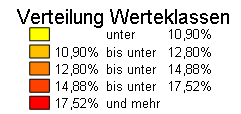 Verteilung Werteklassen
unter 10,90%
10,90% bis unter 12,80%
12,80% bis unter 14,88%
14,88% bis unter 17,52%
17,52% und mehr